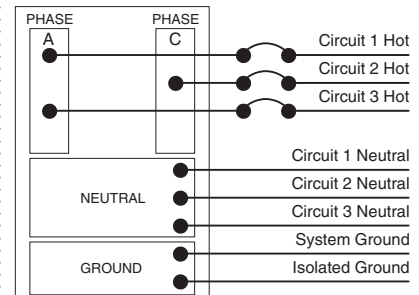 PHASE PHASE
A C
Circuit 1 Hot
Circuit 2 Hot
Circuit 3 Hot
Circuit 1 Neutral
NEUTRAL
Circuit 2 Neutral
Circuit 3 Neutral
System Ground
GROUND
Isolated Ground